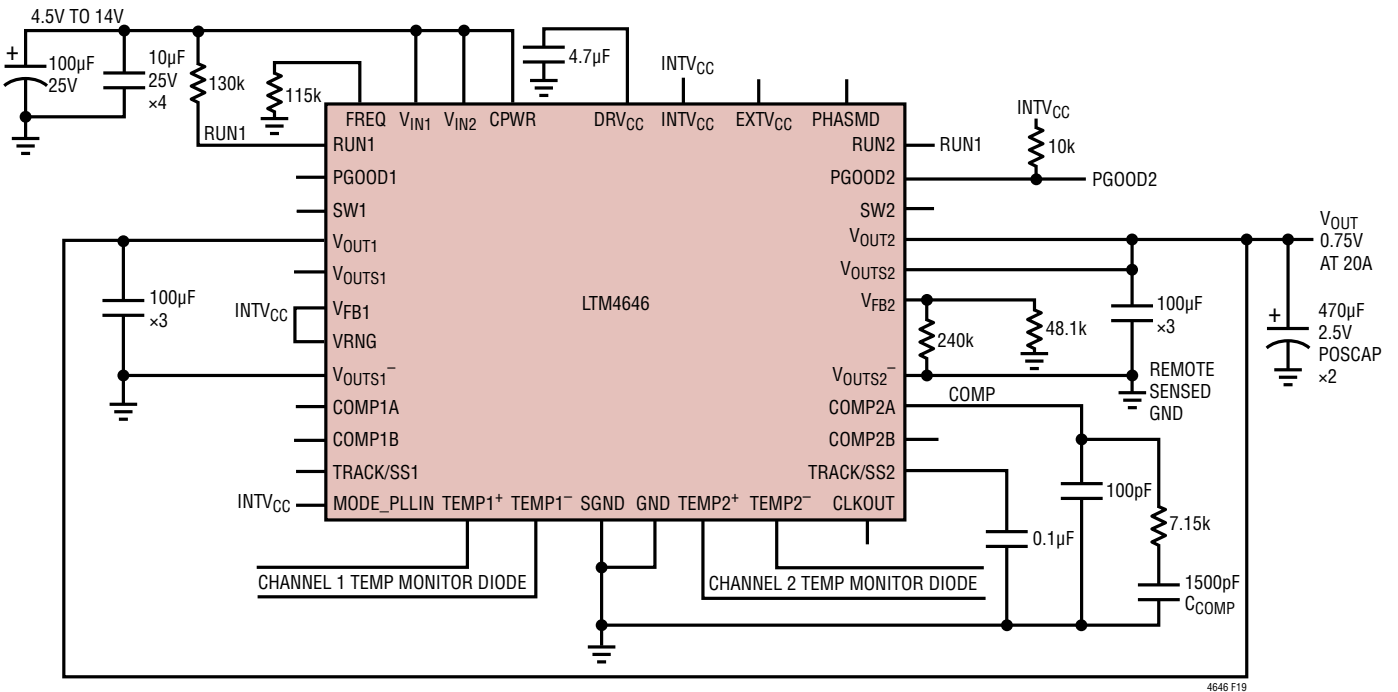 4.5V TO 14V
100µF
25V
10µF
25V
×4
130k
115k
4.7µF
INTVCC
RUN1
FREQ VIN1 VIN2 CPWR DRVCC INTVCC EXTVCC PHASMD
RUN1
PGOOD1
SW1
VOUT1
VOUTS1
VFB1
VRNG
VOUTS1–
COMP1A
COMP1B
TRACK/SS1
MODE_PLLIN TEMP1+ TEMP1– SGND GND TEMP2+ TEMP2– CLKOUT
LTM4646
RUN2
PGOOD2
SW2
VOUT2
VOUTS2
VFB2
VOUTS2–
COMP2A
COMP2B
TRACK/SS2
RUN1
INTVCC
10k
PGOOD2
VOUT
0.75V
AT 20A
100µF
×3
INTVCC
INTVCC
240k
48.1k
100µF
×3
470µF
2.5V
POSCAP
×2
REMOTE
SENSED
GND
COMP
100pF
7.15k
0.1µF
1500pF
CCOMP
CHANNEL 1 TEMP MONITOR DIODE
CHANNEL 2 TEMP MONITOR DIODE
4646 F19